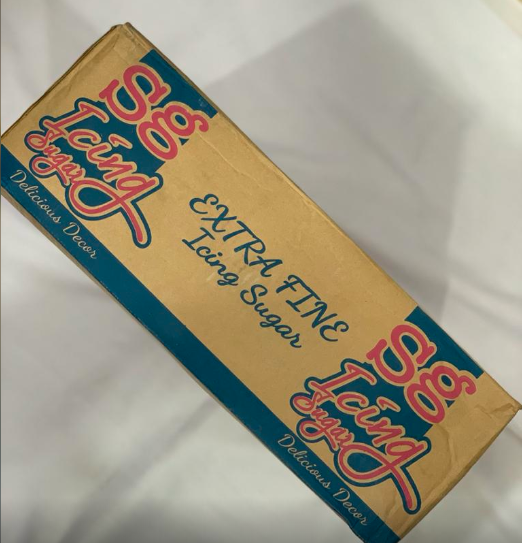 Sg
Icing
Sugar
Delicious Decor
EXTRA FINE
Icing Sugar
Sg
Icing
Sugar
Delicious Decor